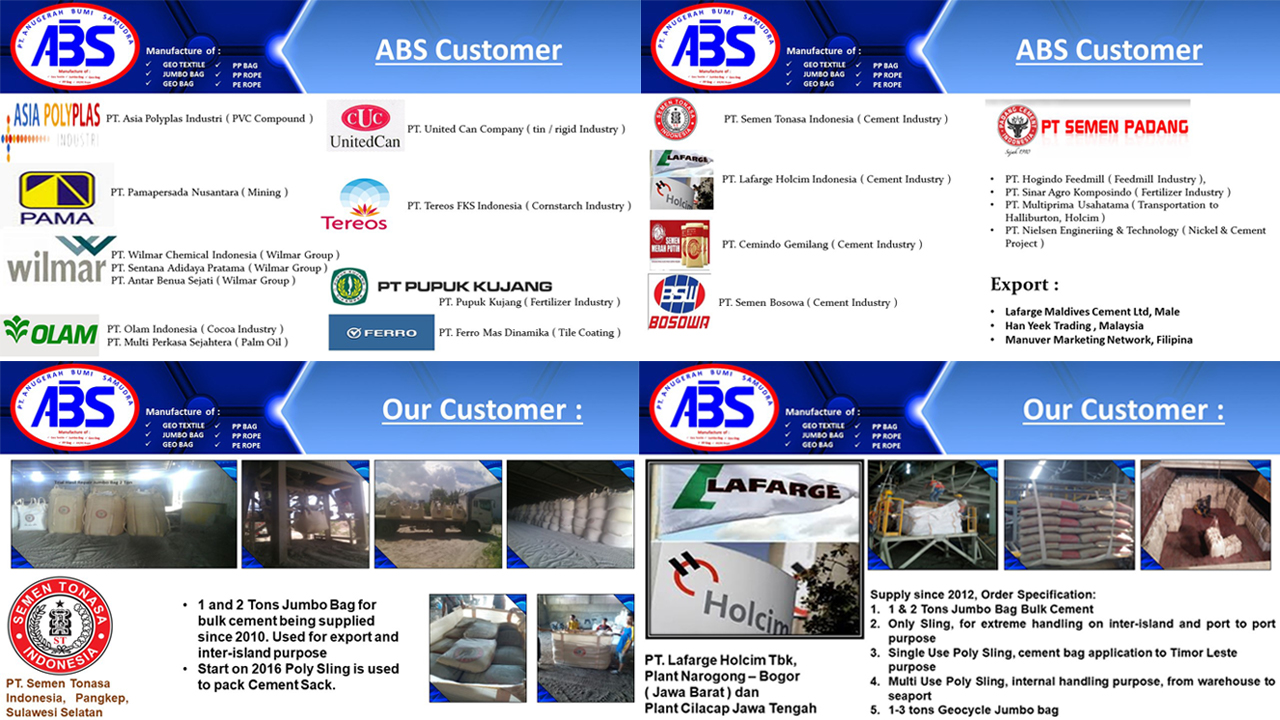 PT. ANUGERAH BUMI SAMUDRA
ABS
Manufacture of :
Manufacture of :
✓ GEO TEXTILE ✓ PP BAG
✓ JUMBO BAG ✓ PP ROPE
✓ GEO BAG ✓ PE ROPE
ABS Customer
ASIA POLYPLAS
INDUSTRI
PT. Asia Polyplas Industri ( PVC Compound )
CUC
UnitedCan
PT. United Can Company ( tin / rigid Industry )
PAMA
PT. Pamapersada Nusantara ( Mining )
Tereos
PT. Tereos FKS Indonesia ( Cornstarch Industry )
wilmar
PT. Wilmar Chemical Indonesia ( Wilmar Group )
PT. Sentana Adidaya Pratama ( Wilmar Group )
PT. Antar Benua Sejati ( Wilmar Group )
PT PUPUK KUJANG
PT. Pupuk Kujang ( Fertilizer Industry )
OLAM
PT. Olam Indonesia ( Cocoa Industry )
PT. Multi Perkasa Sejahtera ( Palm Oil )
FERRO
PT. Ferro Mas Dinamika ( Tile Coating )
PT. ANUGERAH BUMI SAMUDRA
ABS
Manufacture of :
Manufacture of :
✓ GEO TEXTILE ✓ PP BAG
✓ JUMBO BAG ✓ PP ROPE
✓ GEO BAG ✓ PE ROPE
ABS Customer
SEMEN TONASA
INDONESIA
PT. Semen Tonasa Indonesia ( Cement Industry )
LAFARGE
Holcim
PT. Lafarge Holcim Indonesia ( Cement Industry )
SEMEN
MERAH PUTIH
PT. Cemindo Gemilang ( Cement Industry )
BSW
BOSOWA
PT. Semen Bosowa ( Cement Industry )
PADANG CEMENT
INDONESIA
Sejak 1910
PT SEMEN PADANG
• PT. Hogindo Feedmill ( Feedmill Industry ),
• PT. Sinar Agro Komposindo ( Fertilizer Industry )
• PT. Multiprima Usahatama ( Transportation to
Halliburton, Holcim )
• PT. Nielsen Engineriing & Technology ( Nickel & Cement
Project )
Export :
• Lafarge Maldives Cement Ltd, Male
• Han Yeek Trading , Malaysia
• Manuver Marketing Network, Filipina
PT. ANUGERAH BUMI SAMUDRA
ABS
Manufacture of :
Manufacture of :
✓ GEO TEXTILE ✓ PP BAG
✓ JUMBO BAG ✓ PP ROPE
✓ GEO BAG ✓ PE ROPE
Our Customer :
SEMEN TONASA
ST
INDONESIA
PT. Semen Tonasa
Indonesia, Pangkep,
Sulawesi Selatan
• 1 and 2 Tons Jumbo Bag for
bulk cement being supplied
since 2010. Used for export and
inter-island purpose
• Start on 2016 Poly Sling is used
to pack Cement Sack.
PT. ANUGERAH BUMI SAMUDRA
ABS
Manufacture of :
Manufacture of :
✓ GEO TEXTILE ✓ PP BAG
✓ JUMBO BAG ✓ PP ROPE
✓ GEO BAG ✓ PE ROPE
Our Customer :
LAFARGE
Holcim
PT. Lafarge Holcim Tbk,
Plant Narogong – Bogor
( Jawa Barat ) dan
Plant Cilacap Jawa Tengah
Supply since 2012, Order Specification:
1. 1 & 2 Tons Jumbo Bag Bulk Cement
2. Only Sling, for extreme handling on inter-island and port to port
purpose
3. Single Use Poly Sling, cement bag application to Timor Leste
purpose
4. Multi Use Poly Sling, internal handling purpose, from warehouse to
seaport
5. 1-3 tons Geocycle Jumbo bag